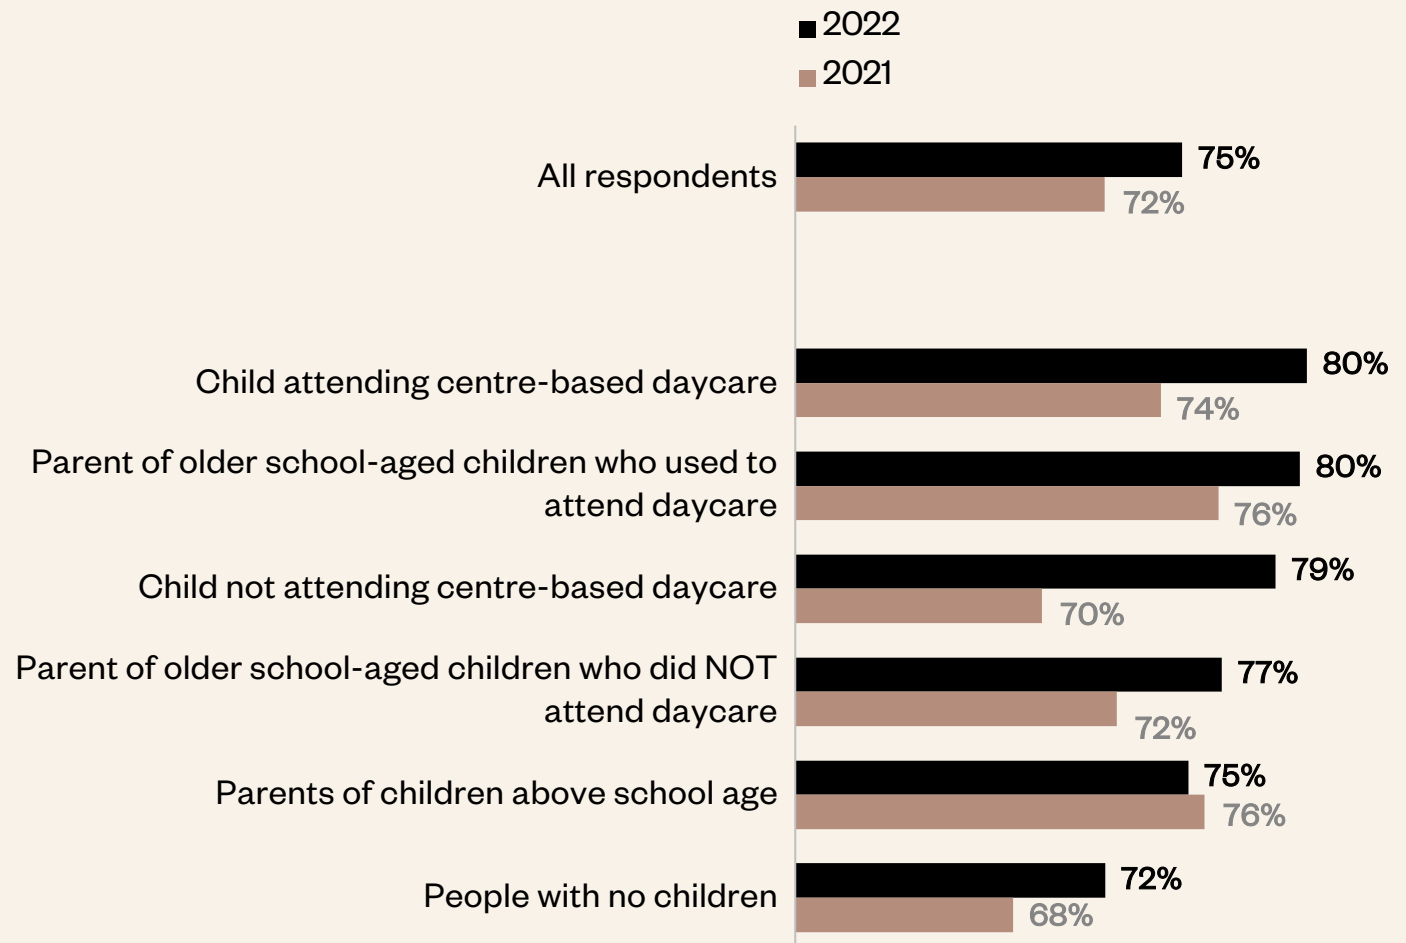 2022
2021
All respondents
75%
72%
Child attending centre-based daycare
80%
74%
Parent of older school-aged children who used to
attend daycare
80%
76%
Child not attending centre-based daycare
79%
70%
Parent of older school-aged children who did NOT
attend daycare
77%
72%
Parents of children above school age
75%
76%
People with no children
72%
68%